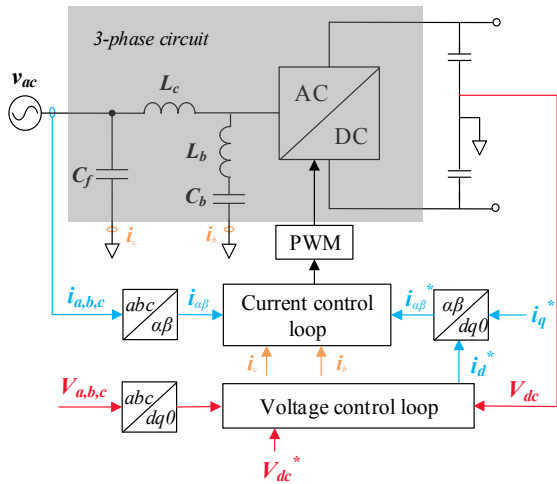 3-phase circuit
v_ac
L_c
AC
DC
L_b
C_f
C_b
i_c
i_b
PWM
i_a,b,c
abc
αβ
i_αβ
Current control
loop
i_αβ*
αβ
dq0
i_q*
i_c
i_b
i_d*
V_a,b,c
abc
dq0
Voltage control loop
V_dc
V_dc*